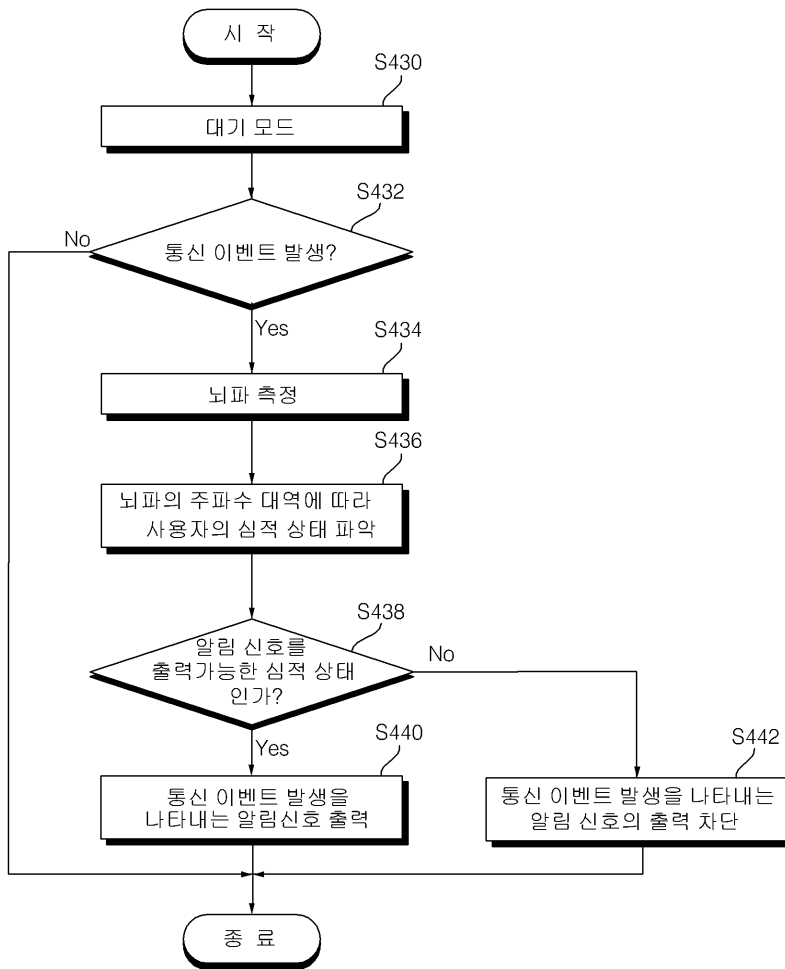 시 작
S430
대기 모드
S432
No
통신 이벤트 발생?
Yes
S434
뇌파 측정
S436
뇌파의 주파수 대역에 따라
사용자의 심적 상태 파악
S438
알림 신호를
출력가능한 심적 상태
인가?
No
Yes
S440
통신 이벤트 발생을
나타내는 알림신호 출력
S442
통신 이벤트 발생을 나타내는
알림 신호의 출력 차단
종 료